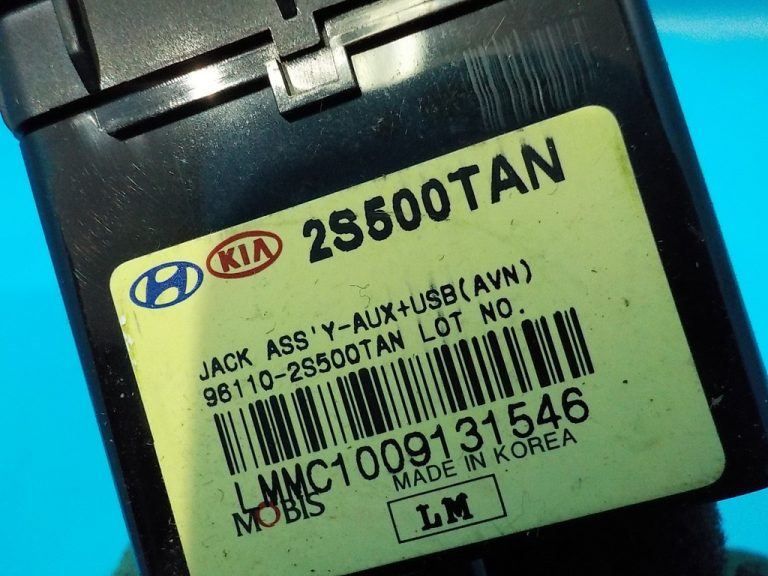 KIA 2S500TAN
JACK ASS'Y-AUX+USB(AVN)
96110-2S500TAN LOT NO.
LMMC1009131546
MADE IN KOREA
MOBIS
LM